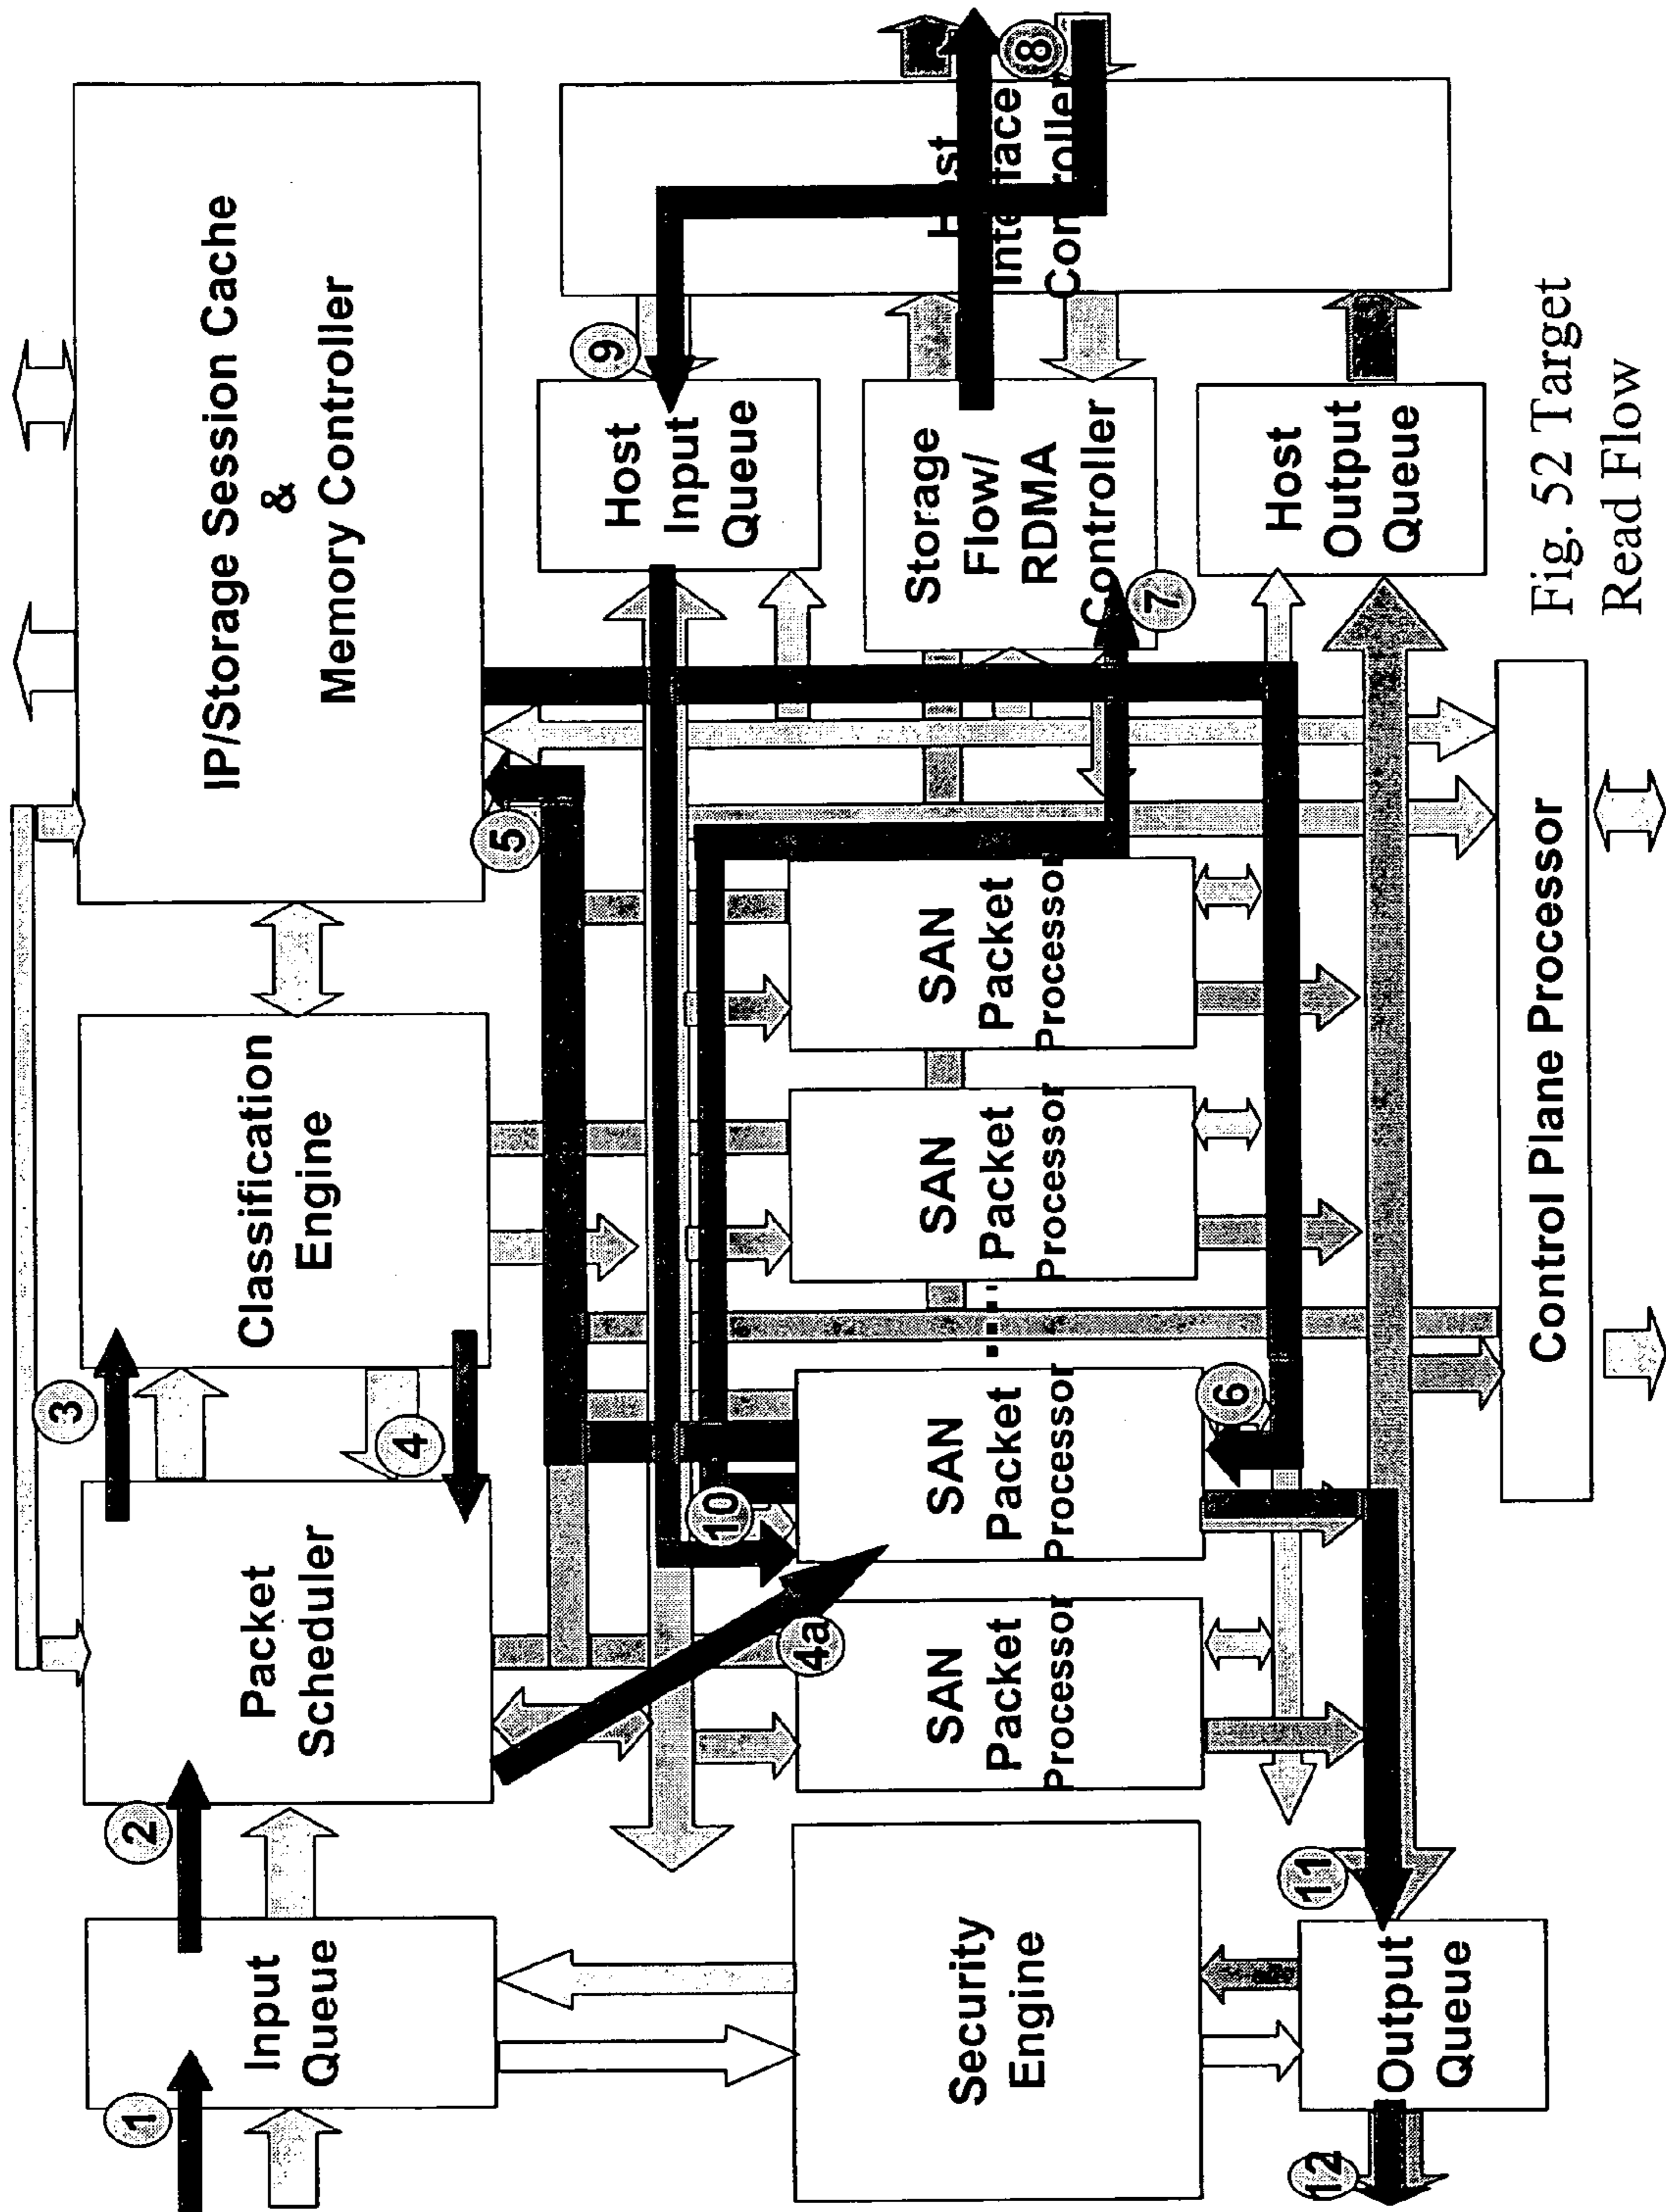 IP/Storage Session Cache
&
Memory Controller
Classification
Engine
Packet
Scheduler
Input
Queue
1
2
3
4
4a
5
Host
Input
Queue
9
Host
Interface
Controller
8
Storage
Flow/
RDMA
Controller
7
Host
Output
Queue
SAN
Packet
Processor
SAN
Packet
Processor
SAN
Packet
Processor
SAN
Packet
Processor
10
6
Security
Engine
11
Output
Queue
12
Control Plane Processor
Fig. 52 Target
Read Flow